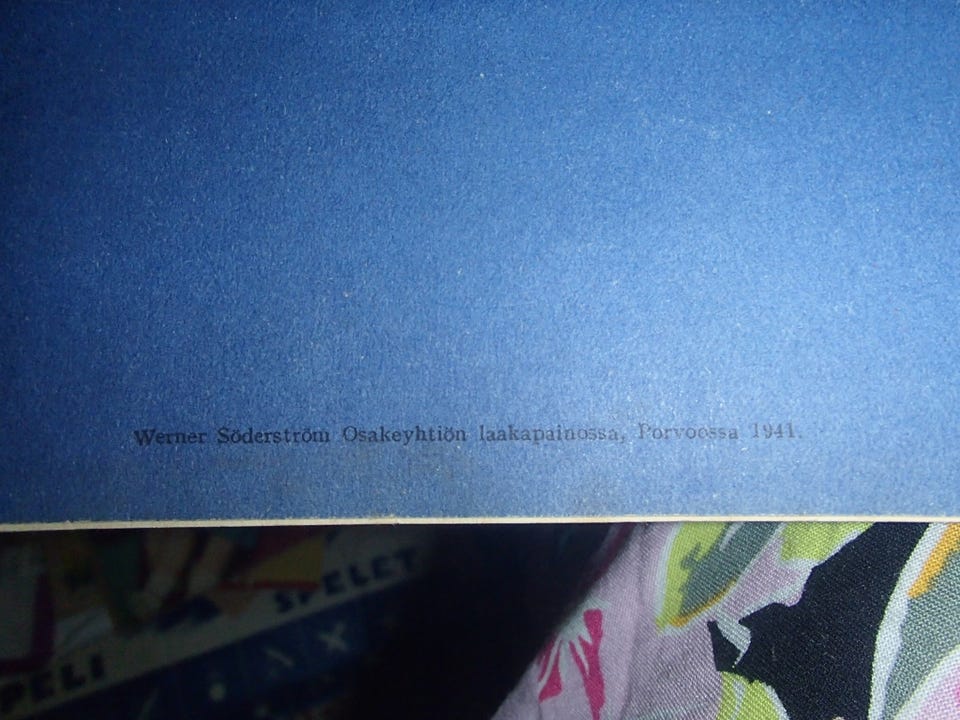 Werner Söderström Osakeyhtiön laakapainossa, Porvoossa 1941.
SPELET
PELI